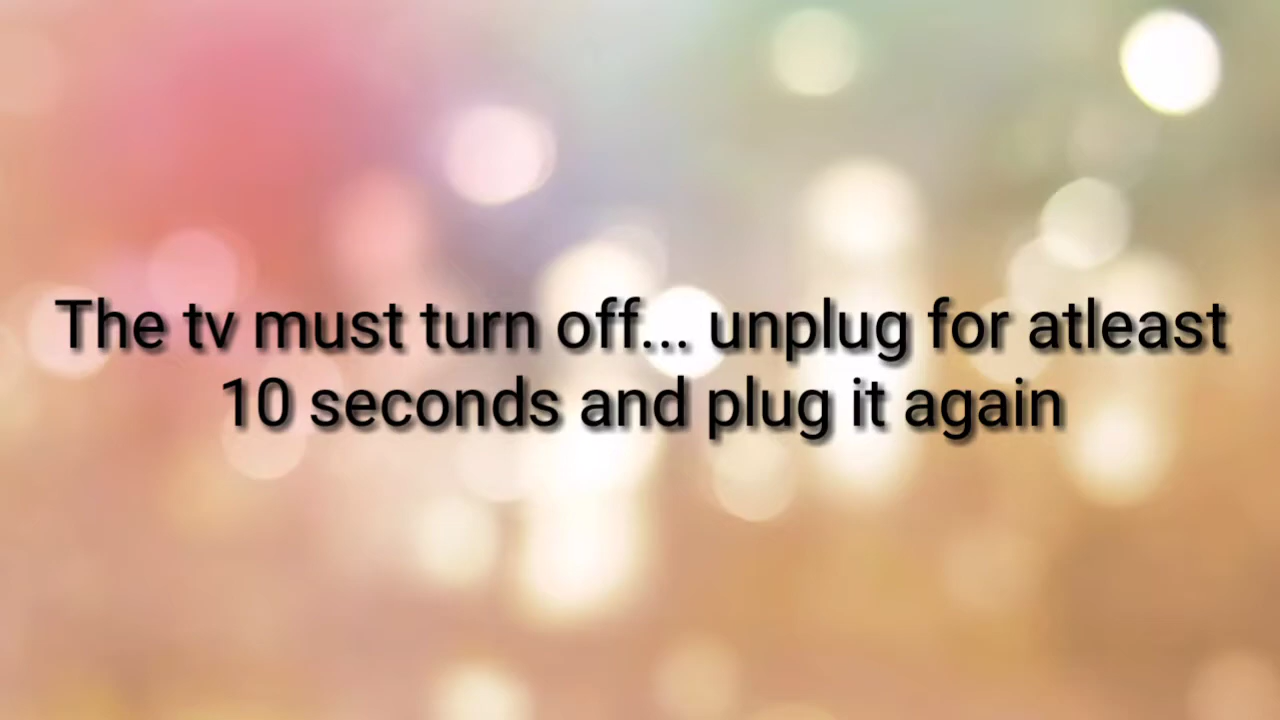 The tv must turn off... unplug for atleast
10 seconds and plug it again